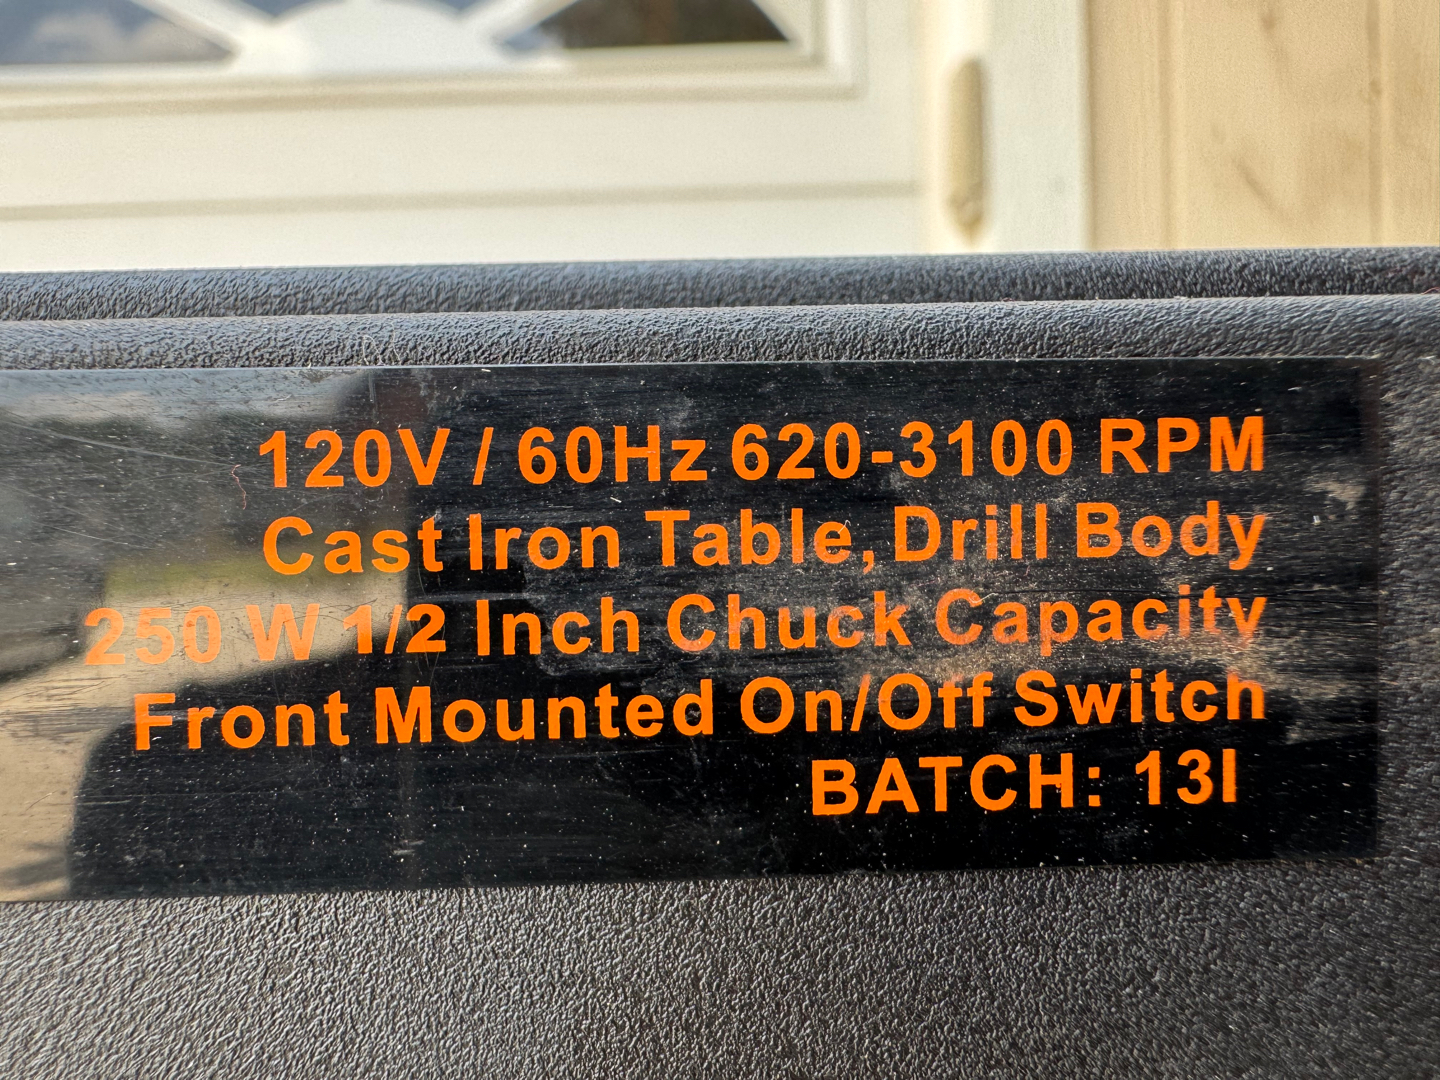 120V / 60Hz 620-3100 RPM
Cast Iron Table, Drill Body
250 W 1/2 Inch Chuck Capacity
Front Mounted On/Off Switch
BATCH: 13I